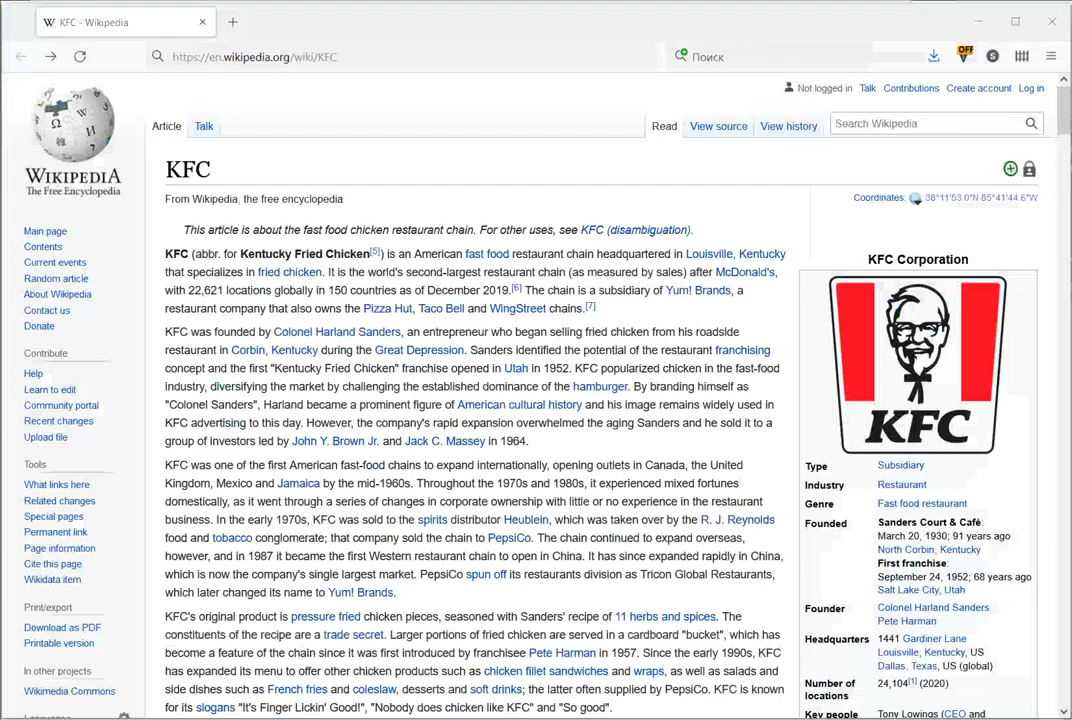 KFC - Wikipedia
https://en.wikipedia.org/wiki/KFC
Поиск
OFF
S
Not logged in Talk Contributions Create account Log in
Article Talk Read View source View history Search Wikipedia
WIKIPEDIA
The Free Encyclopedia
Main page
Contents
Current events
Random article
About Wikipedia
Contact us
Donate
Contribute
Help
Learn to edit
Community portal
Recent changes
Upload file
Tools
What links here
Related changes
Special pages
Permanent link
Page information
Cite this page
Wikidata item
Print/export
Download as PDF
Printable version
In other projects
Wikimedia Commons
KFC
From Wikipedia, the free encyclopedia
Coordinates: 38°11′53.0″N 85°41′44.6″W
This article is about the fast food chicken restaurant chain. For other uses, see KFC (disambiguation).
KFC (abbr. for Kentucky Fried Chicken[5]) is an American fast food restaurant chain headquartered in Louisville, Kentucky
that specializes in fried chicken. It is the world's second-largest restaurant chain (as measured by sales) after McDonald's,
with 22,621 locations globally in 150 countries as of December 2019.[6] The chain is a subsidiary of Yum! Brands, a
restaurant company that also owns the Pizza Hut, Taco Bell and WingStreet chains.[7]
KFC was founded by Colonel Harland Sanders, an entrepreneur who began selling fried chicken from his roadside
restaurant in Corbin, Kentucky during the Great Depression. Sanders identified the potential of the restaurant franchising
concept and the first "Kentucky Fried Chicken" franchise opened in Utah in 1952. KFC popularized chicken in the fast-food
industry, diversifying the market by challenging the established dominance of the hamburger. By branding himself as
"Colonel Sanders", Harland became a prominent figure of American cultural history and his image remains widely used in
KFC advertising to this day. However, the company's rapid expansion overwhelmed the aging Sanders and he sold it to a
group of investors led by John Y. Brown Jr. and Jack C. Massey in 1964.
KFC was one of the first American fast-food chains to expand internationally, opening outlets in Canada, the United
Kingdom, Mexico and Jamaica by the mid-1960s. Throughout the 1970s and 1980s, it experienced mixed fortunes
domestically, as it went through a series of changes in corporate ownership with little or no experience in the restaurant
business. In the early 1970s, KFC was sold to the spirits distributor Heublein, which was taken over by the R. J. Reynolds
food and tobacco conglomerate; that company sold the chain to PepsiCo. The chain continued to expand overseas,
however, and in 1987 it became the first Western restaurant chain to open in China. It has since expanded rapidly in China,
which is now the company's single largest market. PepsiCo spun off its restaurants division as Tricon Global Restaurants,
which later changed its name to Yum! Brands.
KFC's original product is pressure fried chicken pieces, seasoned with Sanders' recipe of 11 herbs and spices. The
constituents of the recipe are a trade secret. Larger portions of fried chicken are served in a cardboard "bucket", which has
become a feature of the chain since it was first introduced by franchisee Pete Harman in 1957. Since the early 1990s, KFC
has expanded its menu to offer other chicken products such as chicken fillet sandwiches and wraps, as well as salads and
side dishes such as French fries and coleslaw, desserts and soft drinks; the latter often supplied by PepsiCo. KFC is known
for its slogans "It's Finger Lickin' Good!", "Nobody does chicken like KFC" and "So good".
KFC Corporation
KFC
Type Subsidiary
Industry Restaurant
Genre Fast food restaurant
Founded Sanders Court & Café:
March 20, 1930; 91 years ago
North Corbin, Kentucky
First franchise:
September 24, 1952; 68 years ago
Salt Lake City, Utah
Founder Colonel Harland Sanders
Pete Harman
Headquarters 1441 Gardiner Lane
Louisville, Kentucky, US
Dallas, Texas, US (global)
Number of locations 24,104[1] (2020)
Key people Tony Lowings (CEO and